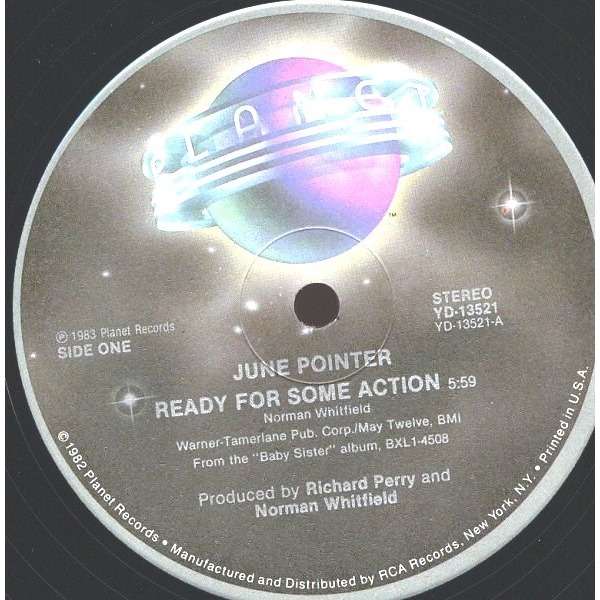 PLANET
™
℗ 1983 Planet Records
SIDE ONE
STEREO
YD-13521
YD-13521-A
JUNE POINTER
READY FOR SOME ACTION 5:59
Norman Whitfield
Warner-Tamerlane Pub. Corp./May Twelve, BMI
From the "Baby Sister" album, BXL1-4508
Produced by Richard Perry and
Norman Whitfield
©1982 Planet Records • Manufactured and Distributed by RCA Records, New York, N.Y. • Printed in U.S.A.